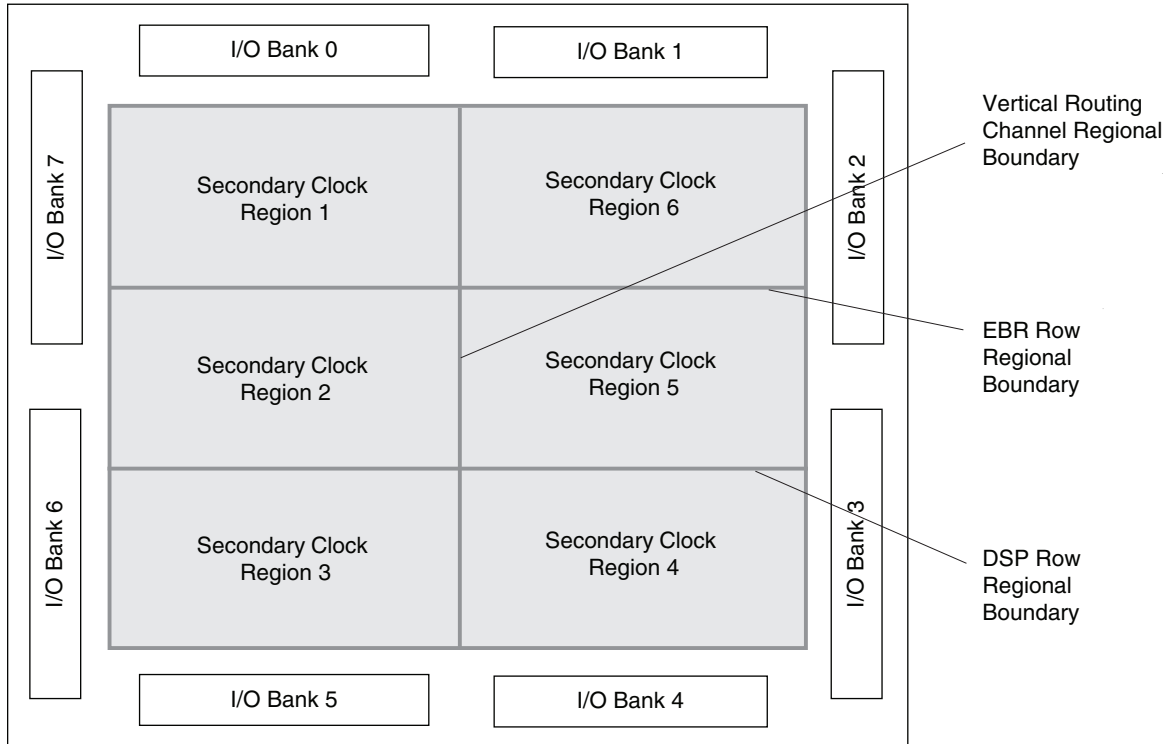 I/O Bank 0
I/O Bank 1
I/O Bank 7
I/O Bank 2
Vertical Routing
Channel Regional
Boundary
Secondary Clock
Region 1
Secondary Clock
Region 6
Secondary Clock
Region 2
Secondary Clock
Region 5
EBR Row
Regional
Boundary
I/O Bank 6
I/O Bank 3
Secondary Clock
Region 3
Secondary Clock
Region 4
DSP Row
Regional
Boundary
I/O Bank 5
I/O Bank 4